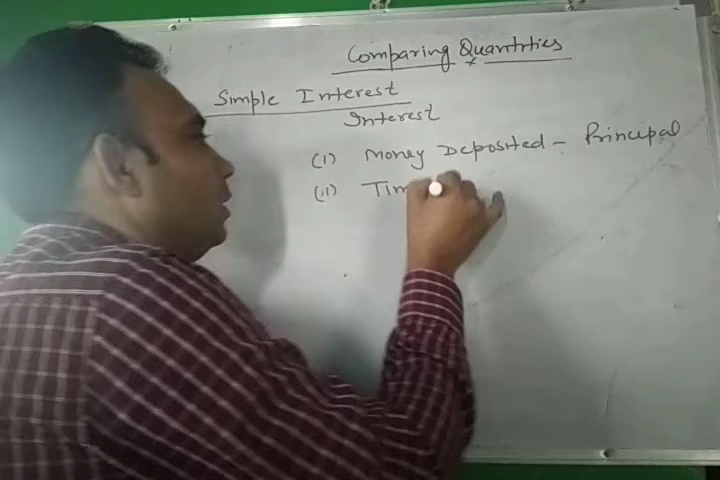 Comparing Quantities
Simple Interest
Interest
(i) Money Deposited - Principal
(ii) Tim